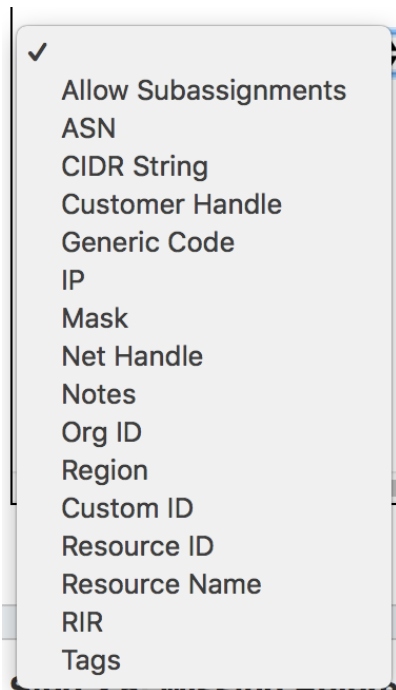 ✓
Allow Subassignments
ASN
CIDR String
Customer Handle
Generic Code
IP
Mask
Net Handle
Notes
Org ID
Region
Custom ID
Resource ID
Resource Name
RIR
Tags